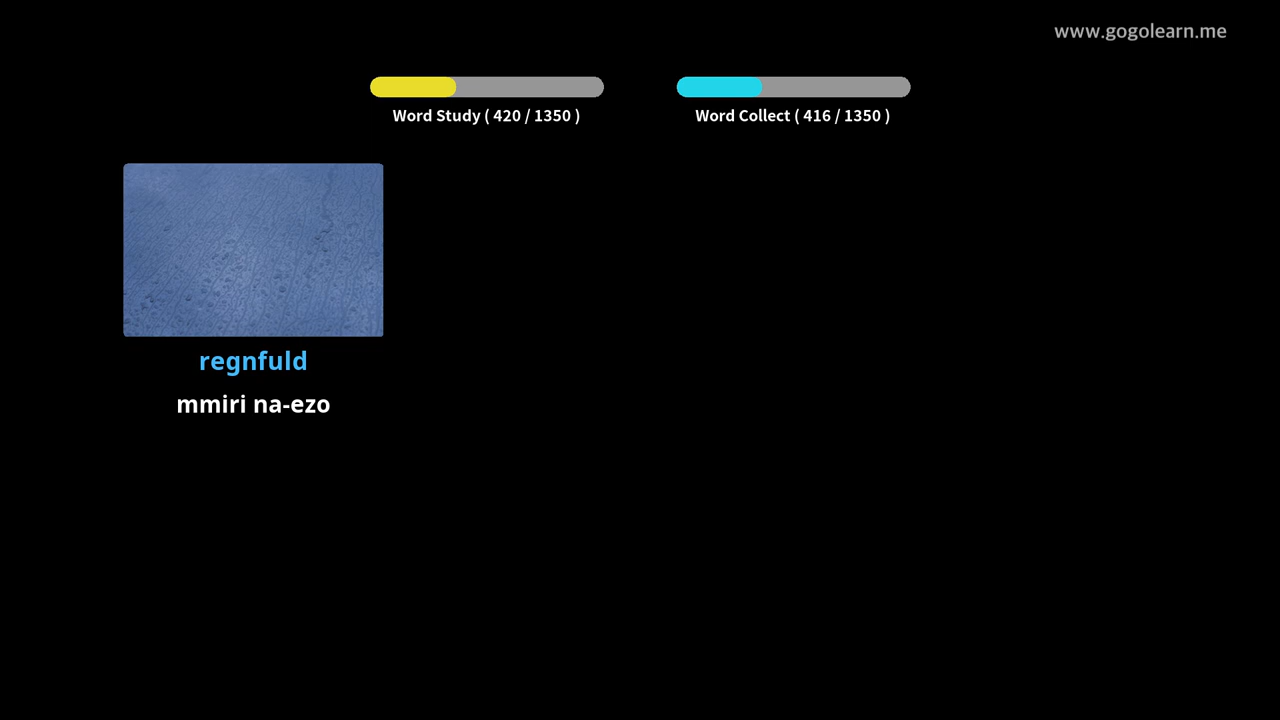 www.gogolearn.me
Word Study ( 420 / 1350 )
Word Collect ( 416 / 1350 )
regnfuld
mmiri na-ezo